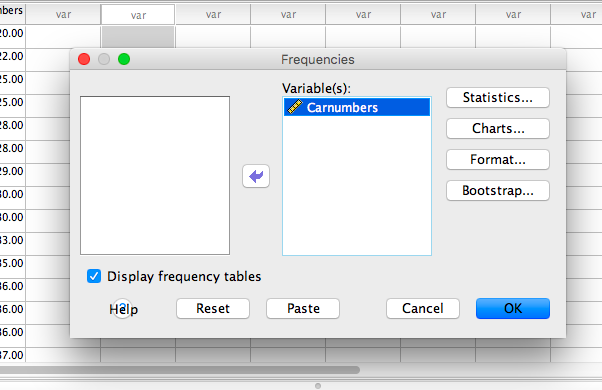 mbers
var var var var var var var var
20.00
22.00
25.00
25.00
28.00
28.00
29.00
30.00
30.00
33.00
35.00
36.00
36.00
36.00
37.00
Frequencies
Variable(s):
Carnumbers
Statistics...
Charts...
Format...
Bootstrap...
Display frequency tables
Help
Reset
Paste
Cancel
OK